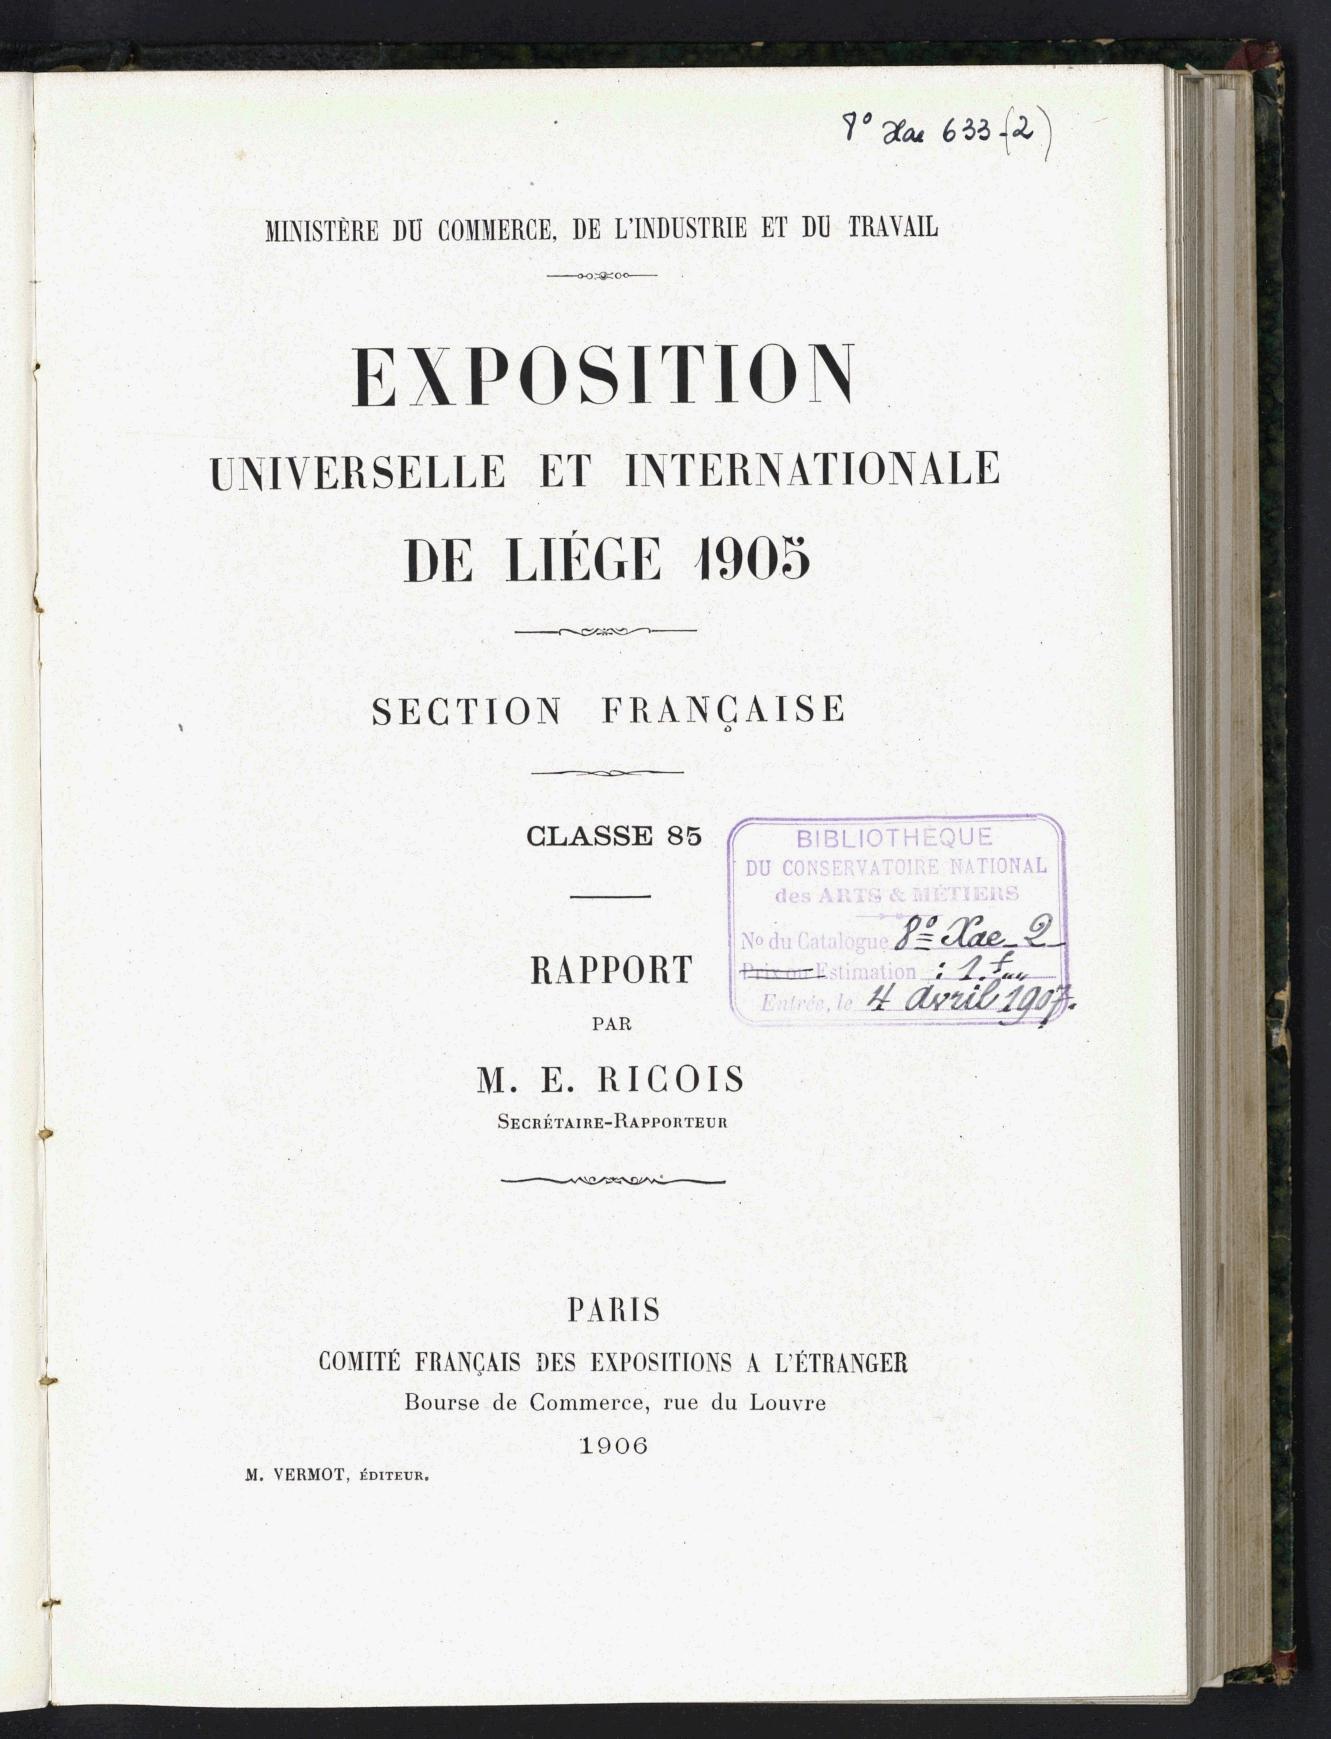 8° Xae 633-(2)
MINISTÈRE DU COMMERCE, DE L'INDUSTRIE ET DU TRAVAIL
EXPOSITION
UNIVERSELLE ET INTERNATIONALE
DE LIÉGE 1905
SECTION FRANÇAISE
CLASSE 85
BIBLIOTHÈQUE
DU CONSERVATOIRE NATIONAL
des ARTS & MÉTIERS
No du Catalogue 8° Xae_2_
Prix ou Estimation : 1 f
Entrée, le 4 avril 1907.
RAPPORT
PAR
M. E. RICOIS
SECRÉTAIRE-RAPPORTEUR
PARIS
COMITÉ FRANÇAIS DES EXPOSITIONS A L'ÉTRANGER
Bourse de Commerce, rue du Louvre
1906
M. VERMOT, ÉDITEUR.